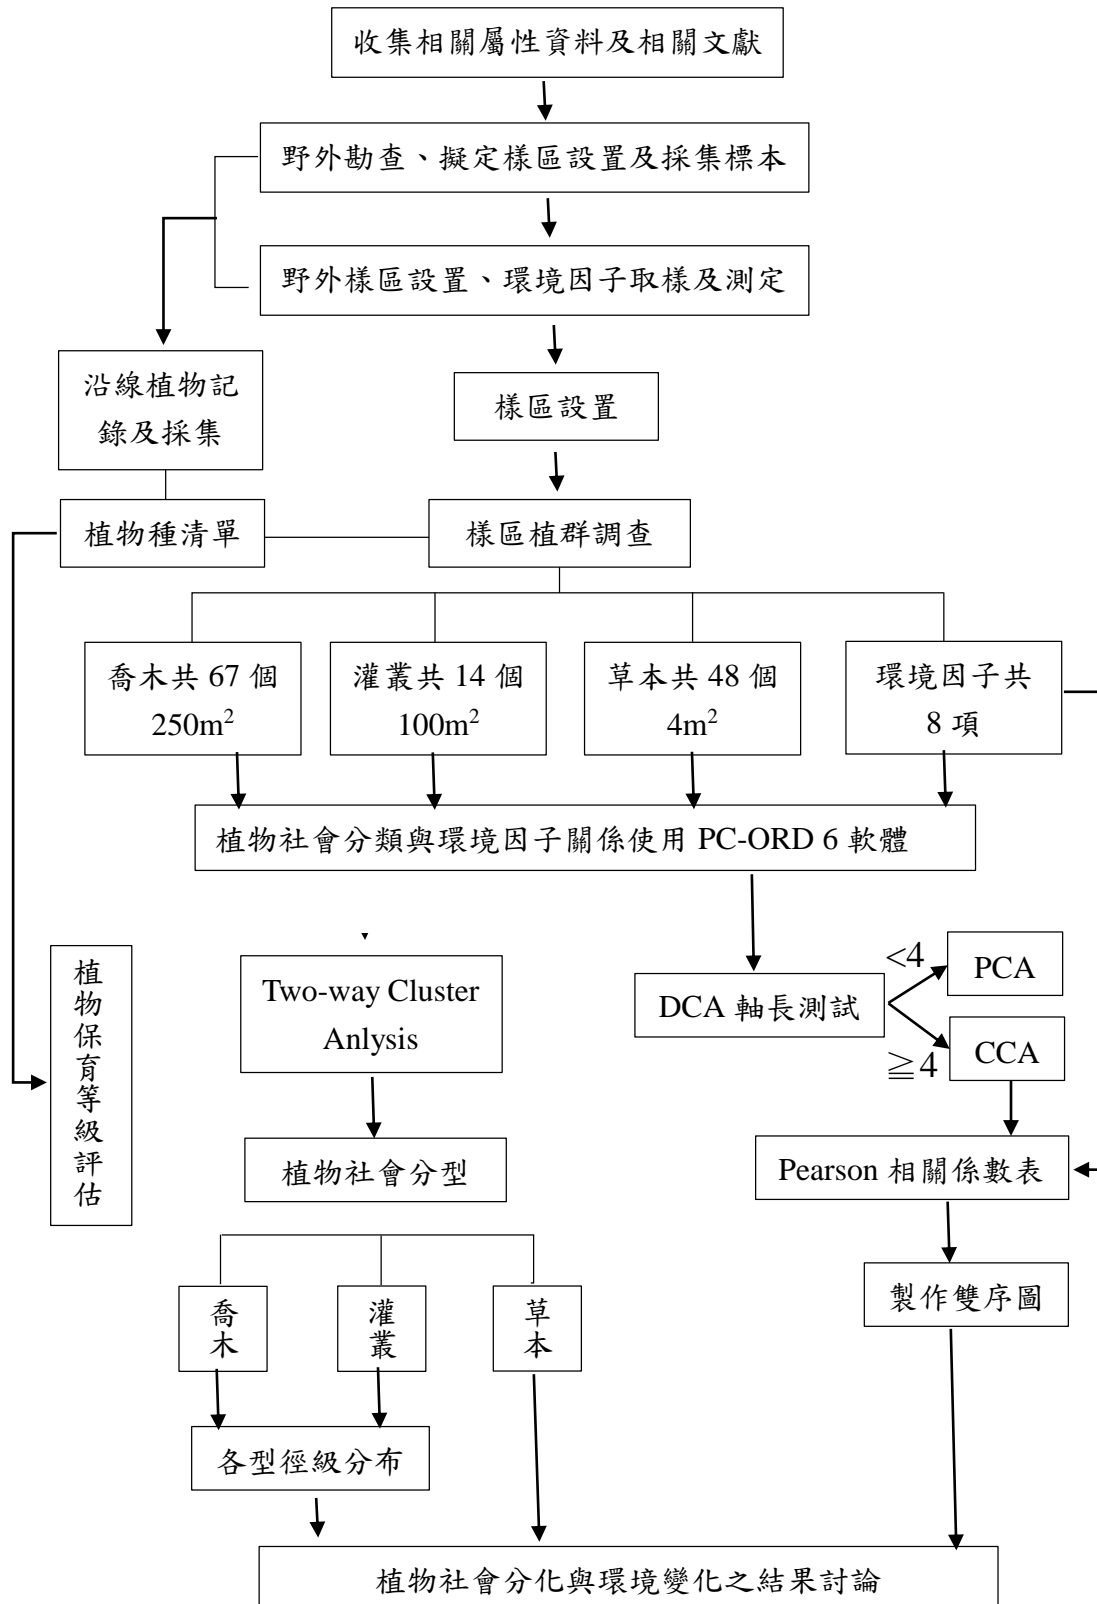 收集相關屬性資料及相關文獻
野外勘查、擬定樣區設置及採集標本
野外樣區設置、環境因子取樣及測定
沿線植物記
錄及採集
樣區設置
植物種清單
樣區植群調查
喬木共 67 個
250m²
灌叢共 14 個
100m²
草本共 48 個
4m²
環境因子共
8 項
植物社會分類與環境因子關係使用 PC-ORD 6 軟體
植物保育等級評估
Two-way Cluster
Anlysis
DCA 軸長測試
<4
PCA
≧4
CCA
植物社會分型
Pearson 相關係數表
喬木
灌叢
草本
製作雙序圖
各型徑級分布
植物社會分化與環境變化之結果討論